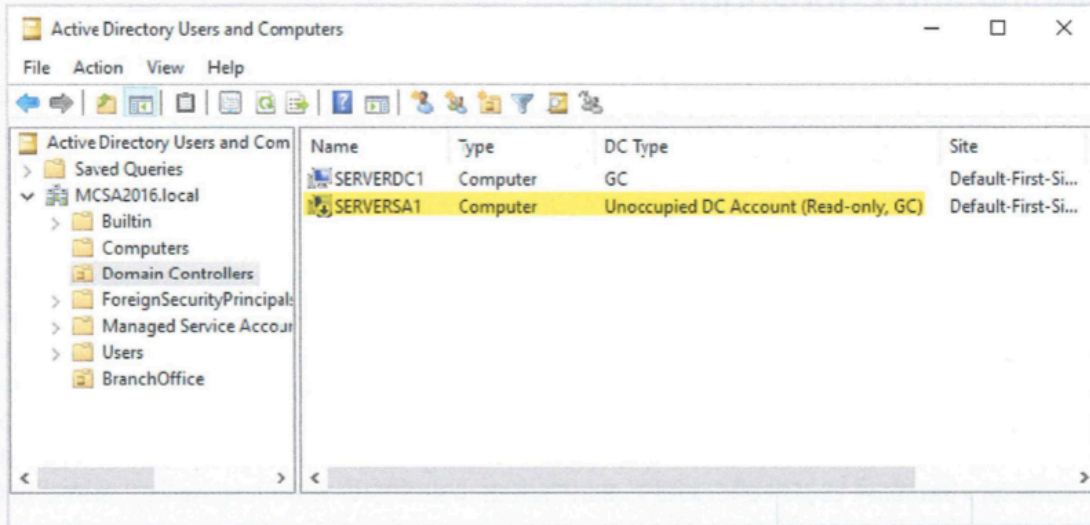 Active Directory Users and Computers
File Action View Help
Active Directory Users and Com
Saved Queries
MCSA2016.local
Builtin
Computers
Domain Controllers
ForeignSecurityPrincipals
Managed Service Accour
Users
BranchOffice
Name Type DC Type Site
SERVERDC1 Computer GC Default-First-Si...
SERVERSA1 Computer Unoccupied DC Account (Read-only, GC) Default-First-Si...